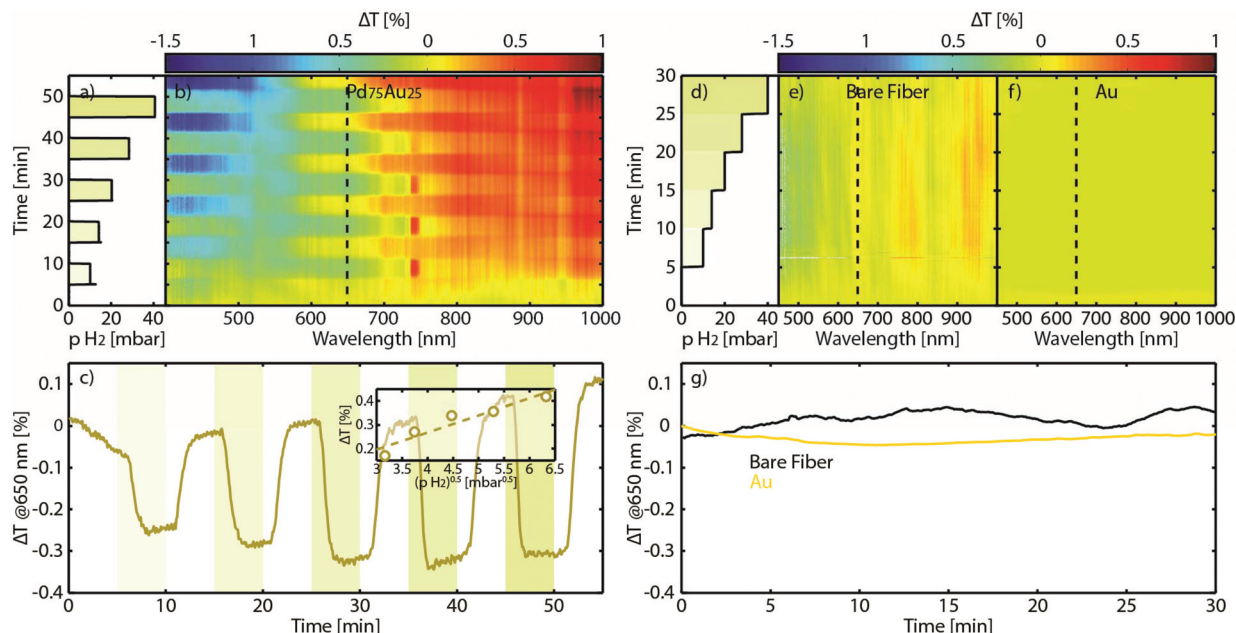 ΔT [%]
-1.5 1 0.5 0 0.5 1
a)
b)
Pd75Au25
Time [min]
50
40
30
20
10
0
0 20 40
p H2 [mbar]
500 600 700 800 900 1000
Wavelength [nm]
ΔT [%]
-1.5 1 0.5 0 0.5 1
d)
e)
Bare Fiber
f)
Au
Time [min]
30
25
20
15
10
5
0
0 20 40
p H2 [mbar]
500 600 700 800 900
Wavelength [nm]
500 600 700 800 900 1000
Wavelength [nm]
c)
ΔT @650 nm [%]
0.1
0
-0.1
-0.2
-0.3
-0.4
0 10 20 30 40 50
Time [min]
ΔT [%]
0.4
0.3
0.2
3 3.5 4 4.5 5 5.5 6 6.5
(p H2)0.5 [mbar0.5]
g)
ΔT @650 nm [%]
0.1
0
-0.1
-0.2
-0.3
-0.4
Bare Fiber
Au
0 5 10 15 20 25 30
Time [min]